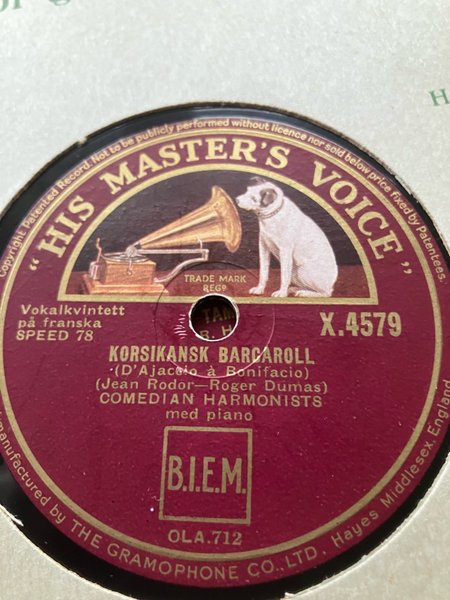 Copyright. Patented Record. Not to be publicly performed without licence nor sold below price fixed by Patentees.
"HIS MASTER'S VOICE"
TRADE MARK
REGD
Vokalkvintett
på franska
SPEED 78
X.4579
KORSIKANSK BARCAROLL
(D'Ajaccio à Bonifacio)
(Jean Rodor—Roger Dumas)
COMEDIAN HARMONISTS
med piano
B.I.E.M.
OLA.712
Manufactured by THE GRAMOPHONE CO., LTD., Hayes, Middlesex, England.